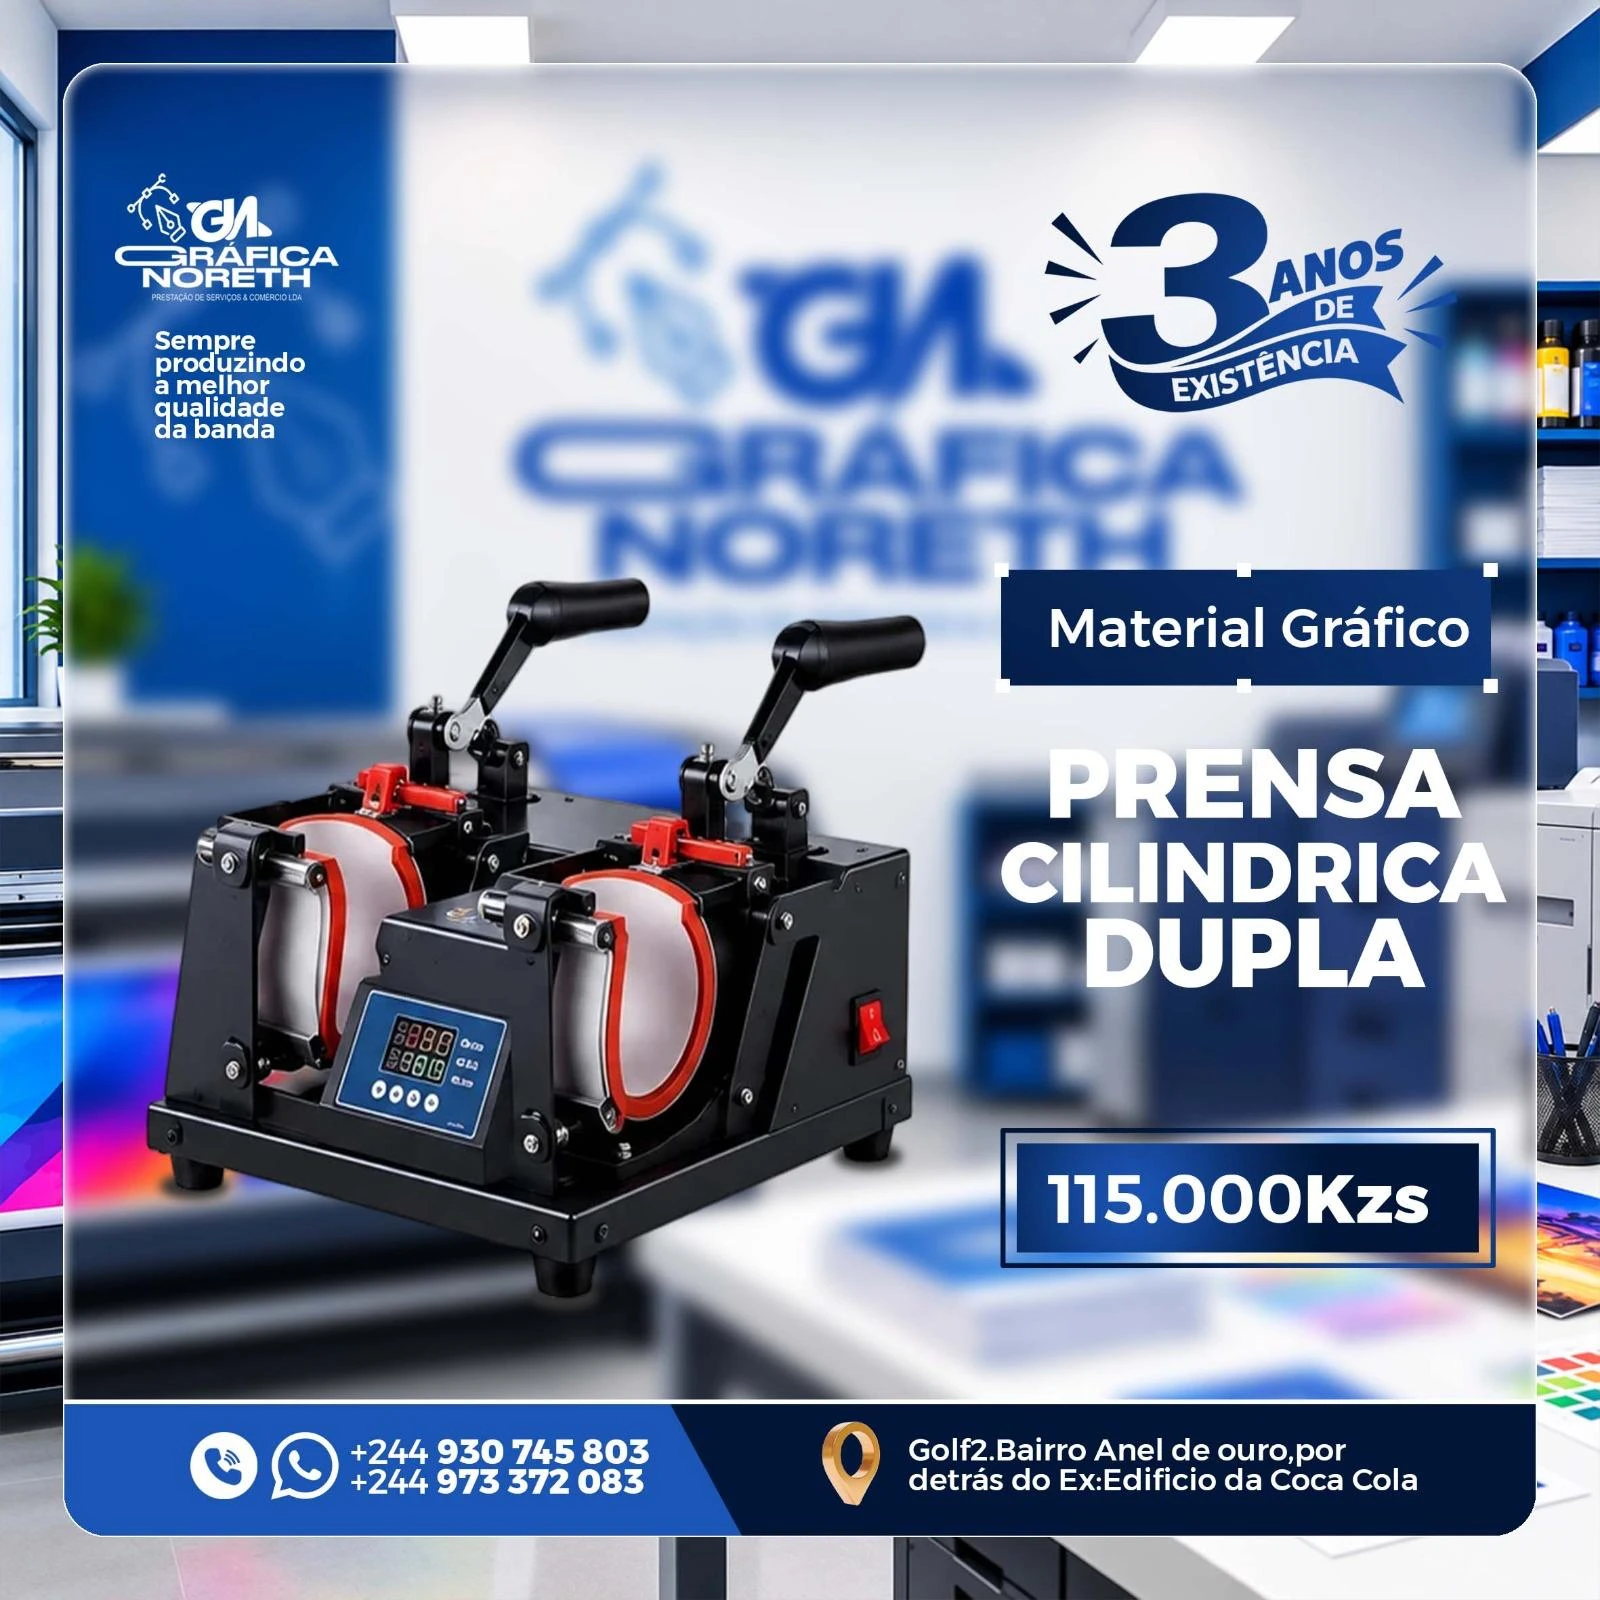 GN
GRÁFICA
NORETH
PRESTAÇÃO DE SERVIÇOS & COMÉRCIO LDA
Sempre
produzindo
a melhor
qualidade
da banda
3 ANOS
DE
EXISTÊNCIA
GN
GRÁFICA
NORETH
Material Gráfico
PRENSA
CILINDRICA
DUPLA
115.000Kzs
+244 930 745 803
+244 973 372 083
Golf2.Bairro Anel de ouro,por
detrás do Ex:Edificio da Coca Cola